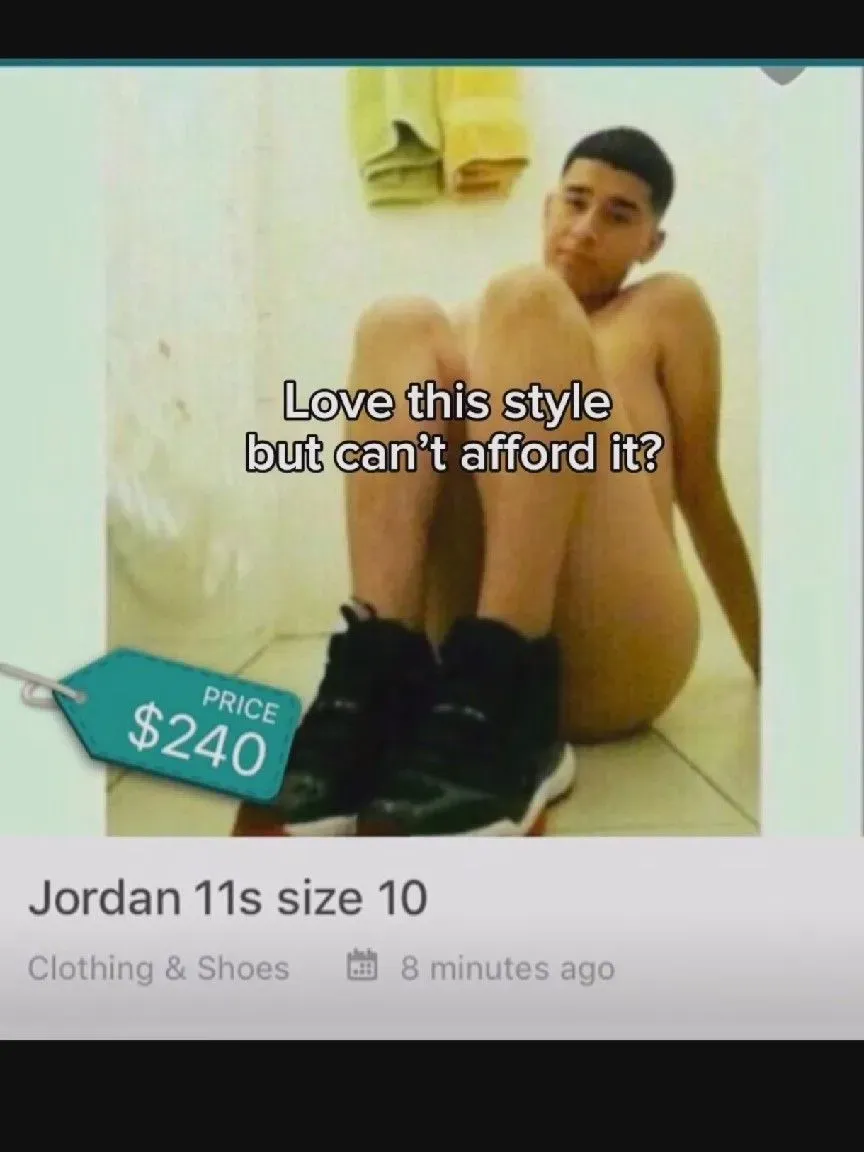 Love this style
but can't afford it?
PRICE
$240
Jordan 11s size 10
Clothing & Shoes 8 minutes ago